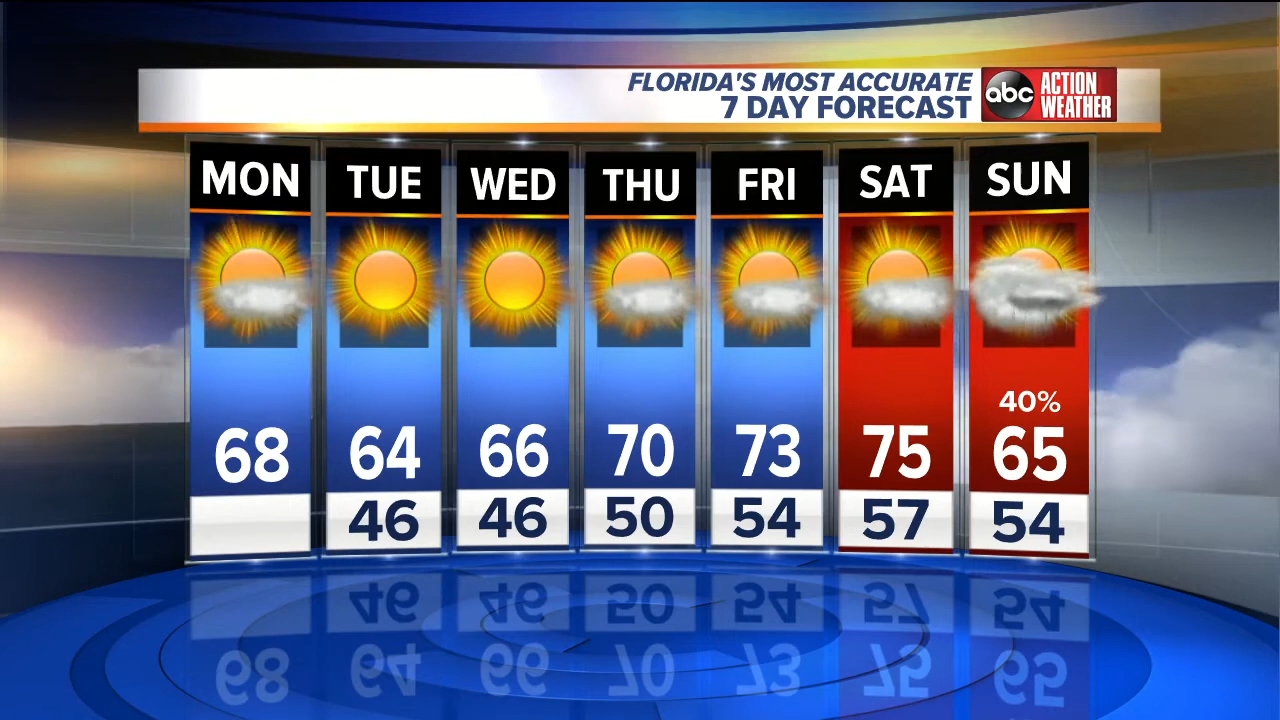 FLORIDA'S MOST ACCURATE
7 DAY FORECAST
abc ACTION
WEATHER
MON TUE WED THU FRI SAT SUN
40%
68 64 66 70 73 75 65
46 46 50 54 57 54